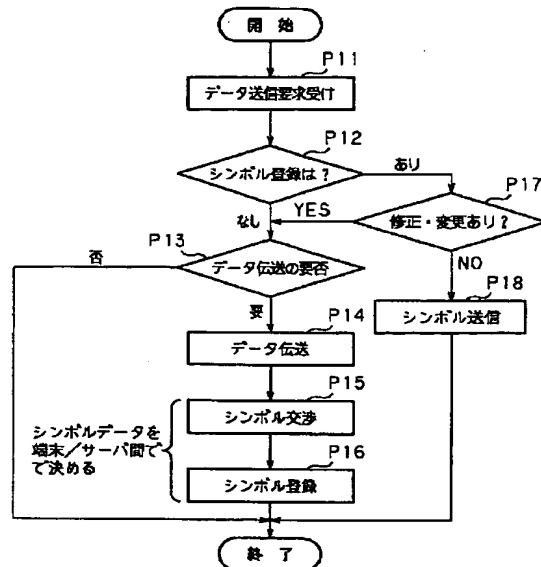 開 始
P11
データ送信要求受け
P12
シンボル登録は？
あり
P17
なし
YES
修正・変更あり？
P13
否
データ伝送の要否
NO
P18
要
シンボル送信
P14
データ伝送
P15
シンボル交渉
シンボルデータを
端末／サーバ間で
で決める
P16
シンボル登録
終 了